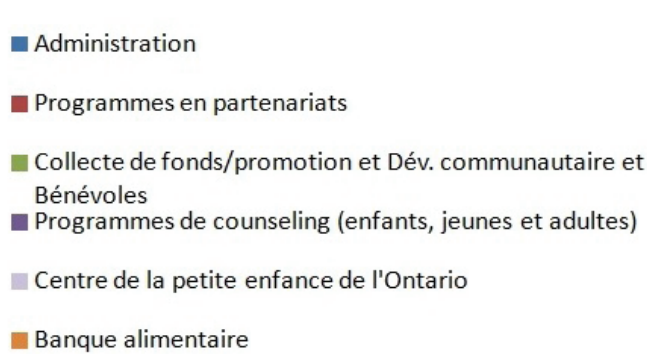 Administration
Programmes en partenariats
Collecte de fonds/promotion et Dév. communautaire et
Bénévoles
Programmes de counseling (enfants, jeunes et adultes)
Centre de la petite enfance de l'Ontario
Banque alimentaire